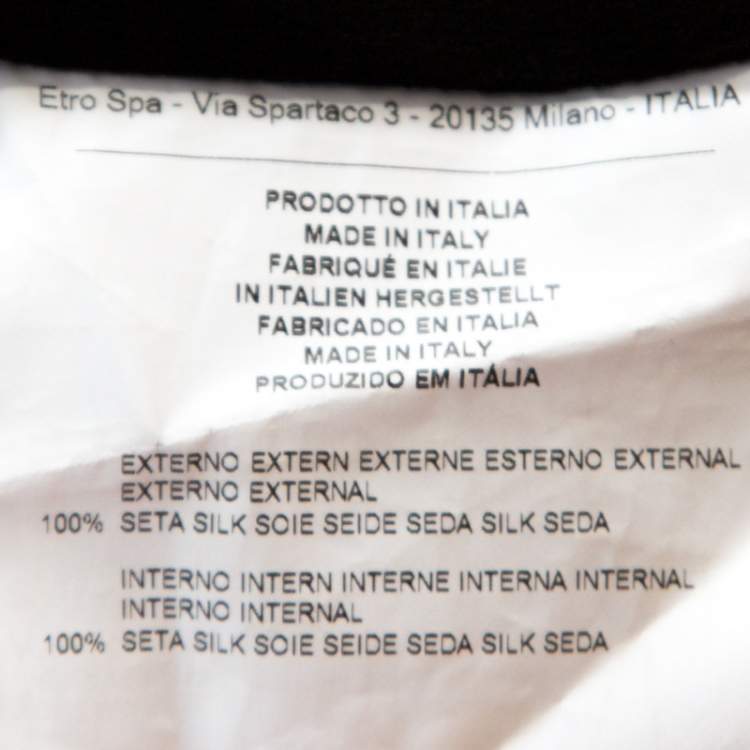 Etro Spa - Via Spartaco 3 - 20135 Milano - ITALIA
PRODOTTO IN ITALIA
MADE IN ITALY
FABRIQUÉ EN ITALIE
IN ITALIEN HERGESTELLT
FABRICADO EN ITALIA
MADE IN ITALY
PRODUZIDO EM ITÁLIA
EXTERNO EXTERN EXTERNE ESTERNO EXTERNAL
EXTERNO EXTERNAL
100% SETA SILK SOIE SEIDE SEDA SILK SEDA
INTERNO INTERN INTERNE INTERNA INTERNAL
INTERNO INTERNAL
100% SETA SILK SOIE SEIDE SEDA SILK SEDA